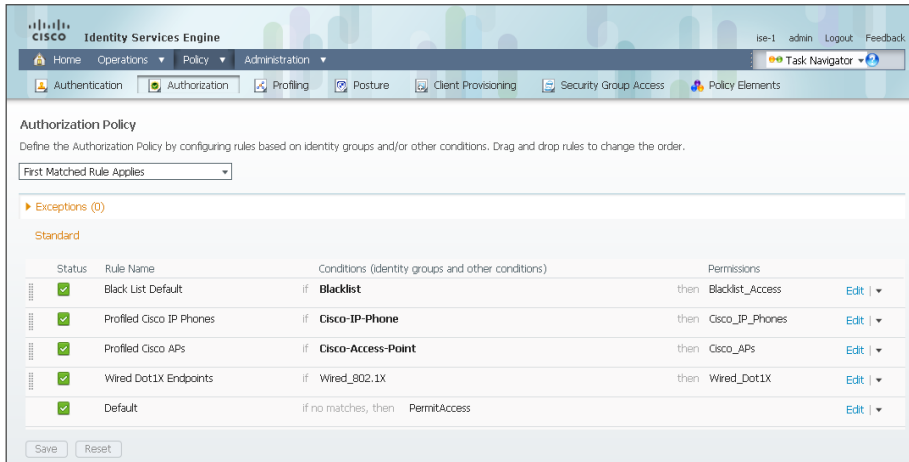 CISCO Identity Services Engine ise-1 admin Logout Feedback
Home Operations Policy Administration Task Navigator ?
Authentication Authorization Profiling Posture Client Provisioning Security Group Access Policy Elements
Authorization Policy
Define the Authorization Policy by configuring rules based on identity groups and/or other conditions. Drag and drop rules to change the order.
First Matched Rule Applies
Exceptions (0)
Standard
Status Rule Name Conditions (identity groups and other conditions) Permissions
Black List Default if Blacklist then Blacklist_Access Edit |
Profiled Cisco IP Phones if Cisco-IP-Phone then Cisco_IP_Phones Edit |
Profiled Cisco APs if Cisco-Access-Point then Cisco_APs Edit |
Wired Dot1X Endpoints if Wired_802.1X then Wired_Dot1X Edit |
Default if no matches, then PermitAccess Edit |
Save Reset